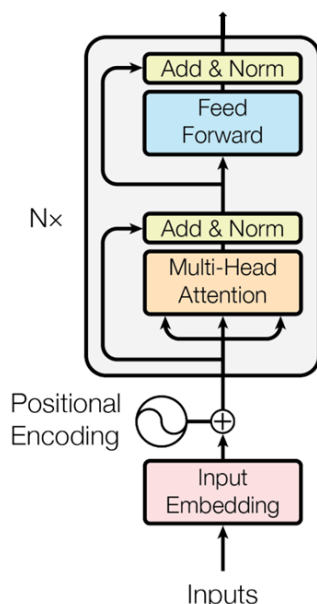 Add & Norm
Feed
Forward
N×
Add & Norm
Multi-Head
Attention
Positional
Encoding
Input
Embedding
Inputs